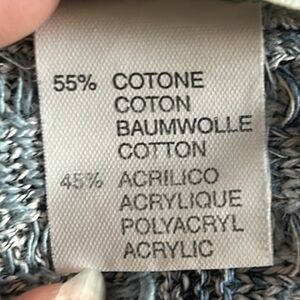 55% COTONE
COTON
BAUMWOLLE
COTTON
45% ACRILICO
ACRYLIQUE
POLYACRYL
ACRYLIC